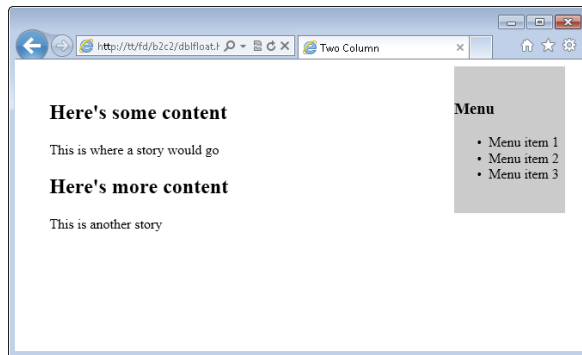 http://tt/fd/b2c2/dblfloat.h
Two Column
Here's some content
This is where a story would go
Here's more content
This is another story
Menu
• Menu item 1
• Menu item 2
• Menu item 3